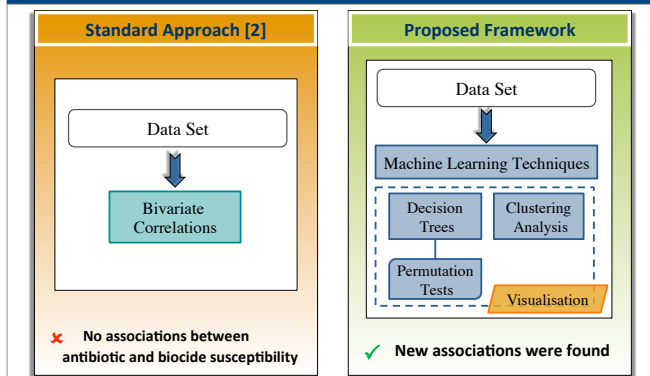 Standard Approach [2]
Data Set
Bivariate
Correlations
✘ No associations between
antibiotic and biocide susceptibility
Proposed Framework
Data Set
Machine Learning Techniques
Decision
Trees
Clustering
Analysis
Permutation
Tests
Visualisation
✓ New associations were found